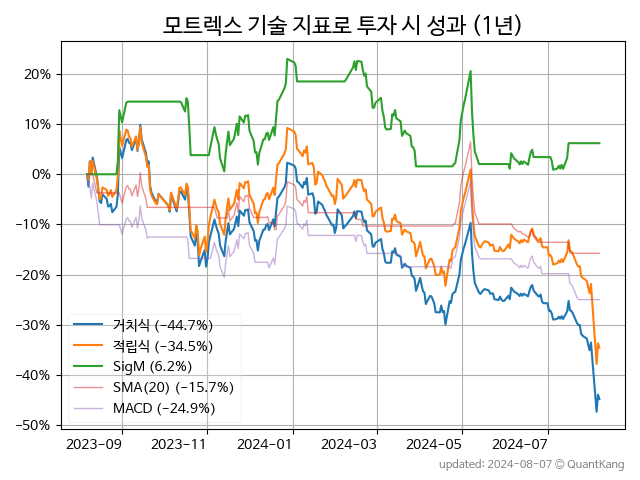 모트렉스 기술 지표로 투자 시 성과 (1년)
20%
10%
0%
−10%
−20%
−30%
−40%
−50%
거치식 (−44.7%)
적립식 (−34.5%)
SigM (6.2%)
SMA(20) (−15.7%)
MACD (−24.9%)
2023-09 2023-11 2024-01 2024-03 2024-05 2024-07
updated: 2024-08-07 © QuantKang